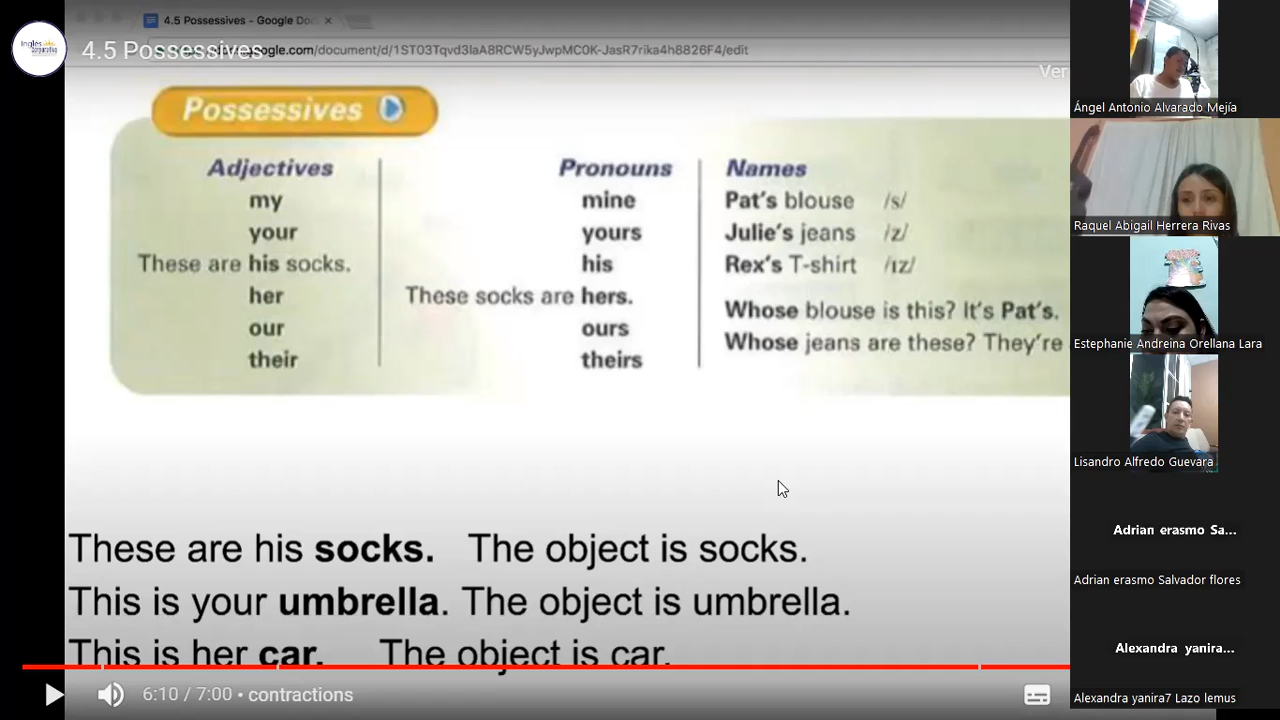 4.5 Possessives - Google Do
4.5 Possessives
google.com/document/d/1ST03Tqvd3laA8RCW5yJwpMC0K-JasR7rika4h8826F4/edit
Ver
Possessives
Adjectives
my
your
These are his socks.
her
our
their
Pronouns
mine
yours
his
These socks are hers.
ours
theirs
Names
Pat's blouse /s/
Julie's jeans /z/
Rex's T-shirt /ɪz/
Whose blouse is this? It's Pat's.
Whose jeans are these? They're
These are his socks. The object is socks.
This is your umbrella. The object is umbrella.
This is her car. The object is car.
6:10 / 7:00 • contractions
Ángel Antonio Alvarado Mejía
Raquel Abigail Herrera Rivas
Estephanie Andreina Orellana Lara
Lisandro Alfredo Guevara
Adrian erasmo Sa...
Adrian erasmo Salvador flores
Alexandra yanira...
Alexandra yanira7 Lazo lemus